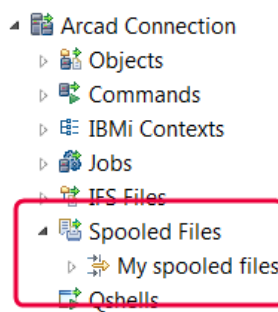 Arcad Connection
Objects
Commands
IBMi Contexts
Jobs
IFS Files
Spooled Files
My spooled files
Qshells